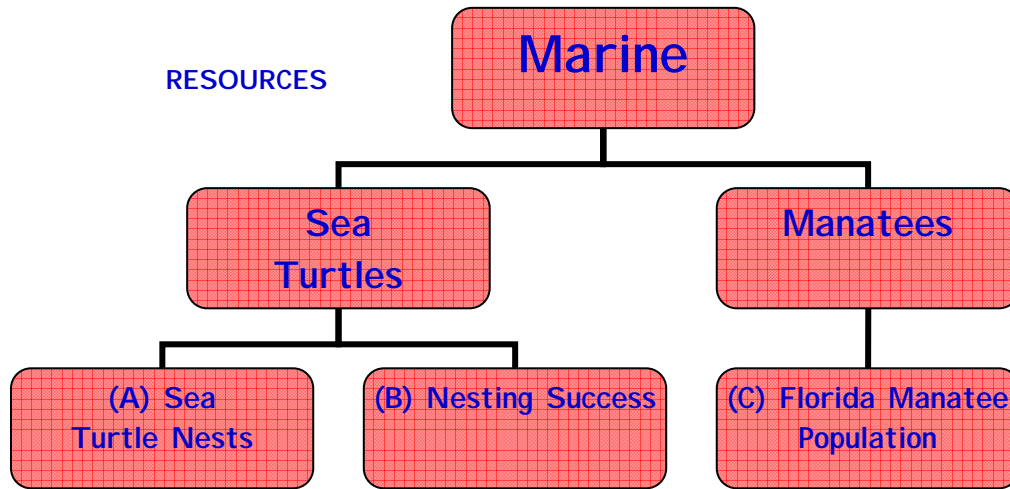 Marine
RESOURCES
Sea
Turtles
Manatees
(A) Sea
Turtle Nests
(B) Nesting Success
(C) Florida Manatee
Population